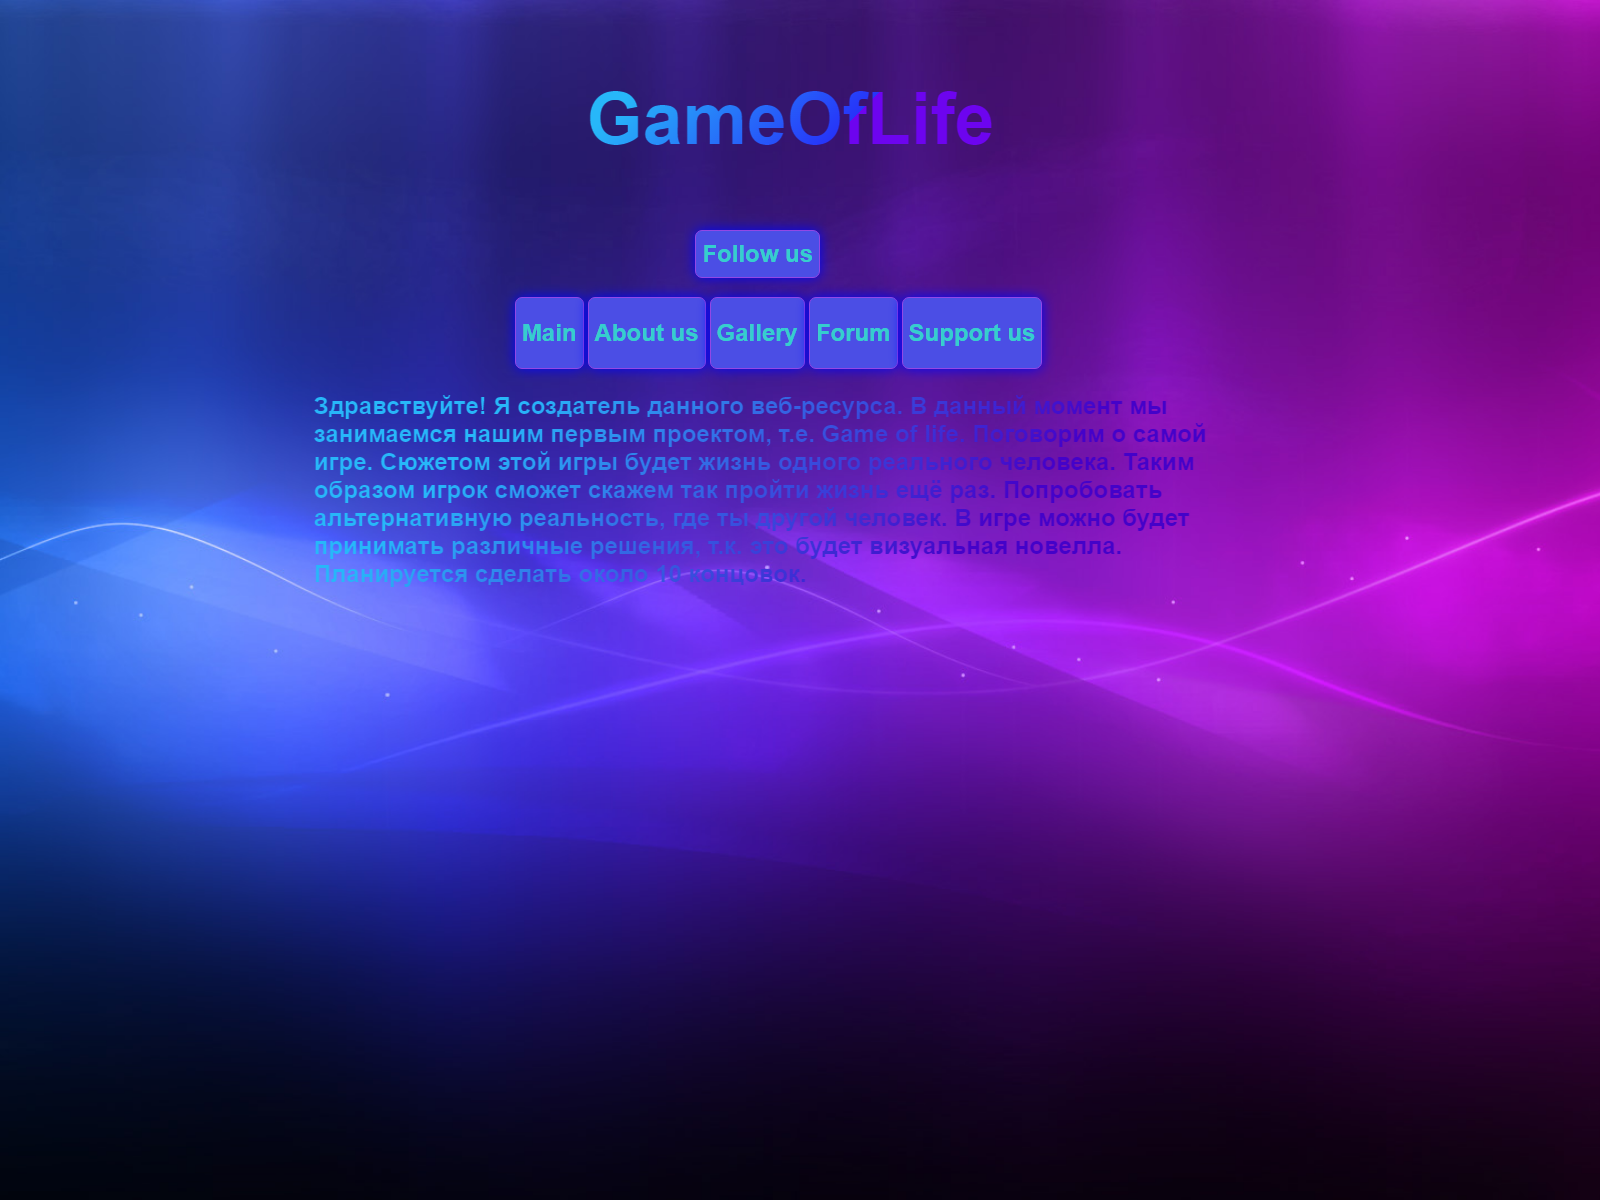 GameOfLife
Follow us
Main About us Gallery Forum Support us
Здравствуйте! Я создатель данного веб-ресурса. В данный момент мы
занимаемся нашим первым проектом, т.е. Game of life. Поговорим о самой
игре. Сюжетом этой игры будет жизнь одного реального человека. Таким
образом игрок сможет скажем так пройти жизнь ещё раз. Попробовать
альтернативную реальность, где ты другой человек. В игре можно будет
принимать различные решения, т.к. это будет визуальная новелла.
Планируется сделать около 10 концовок.